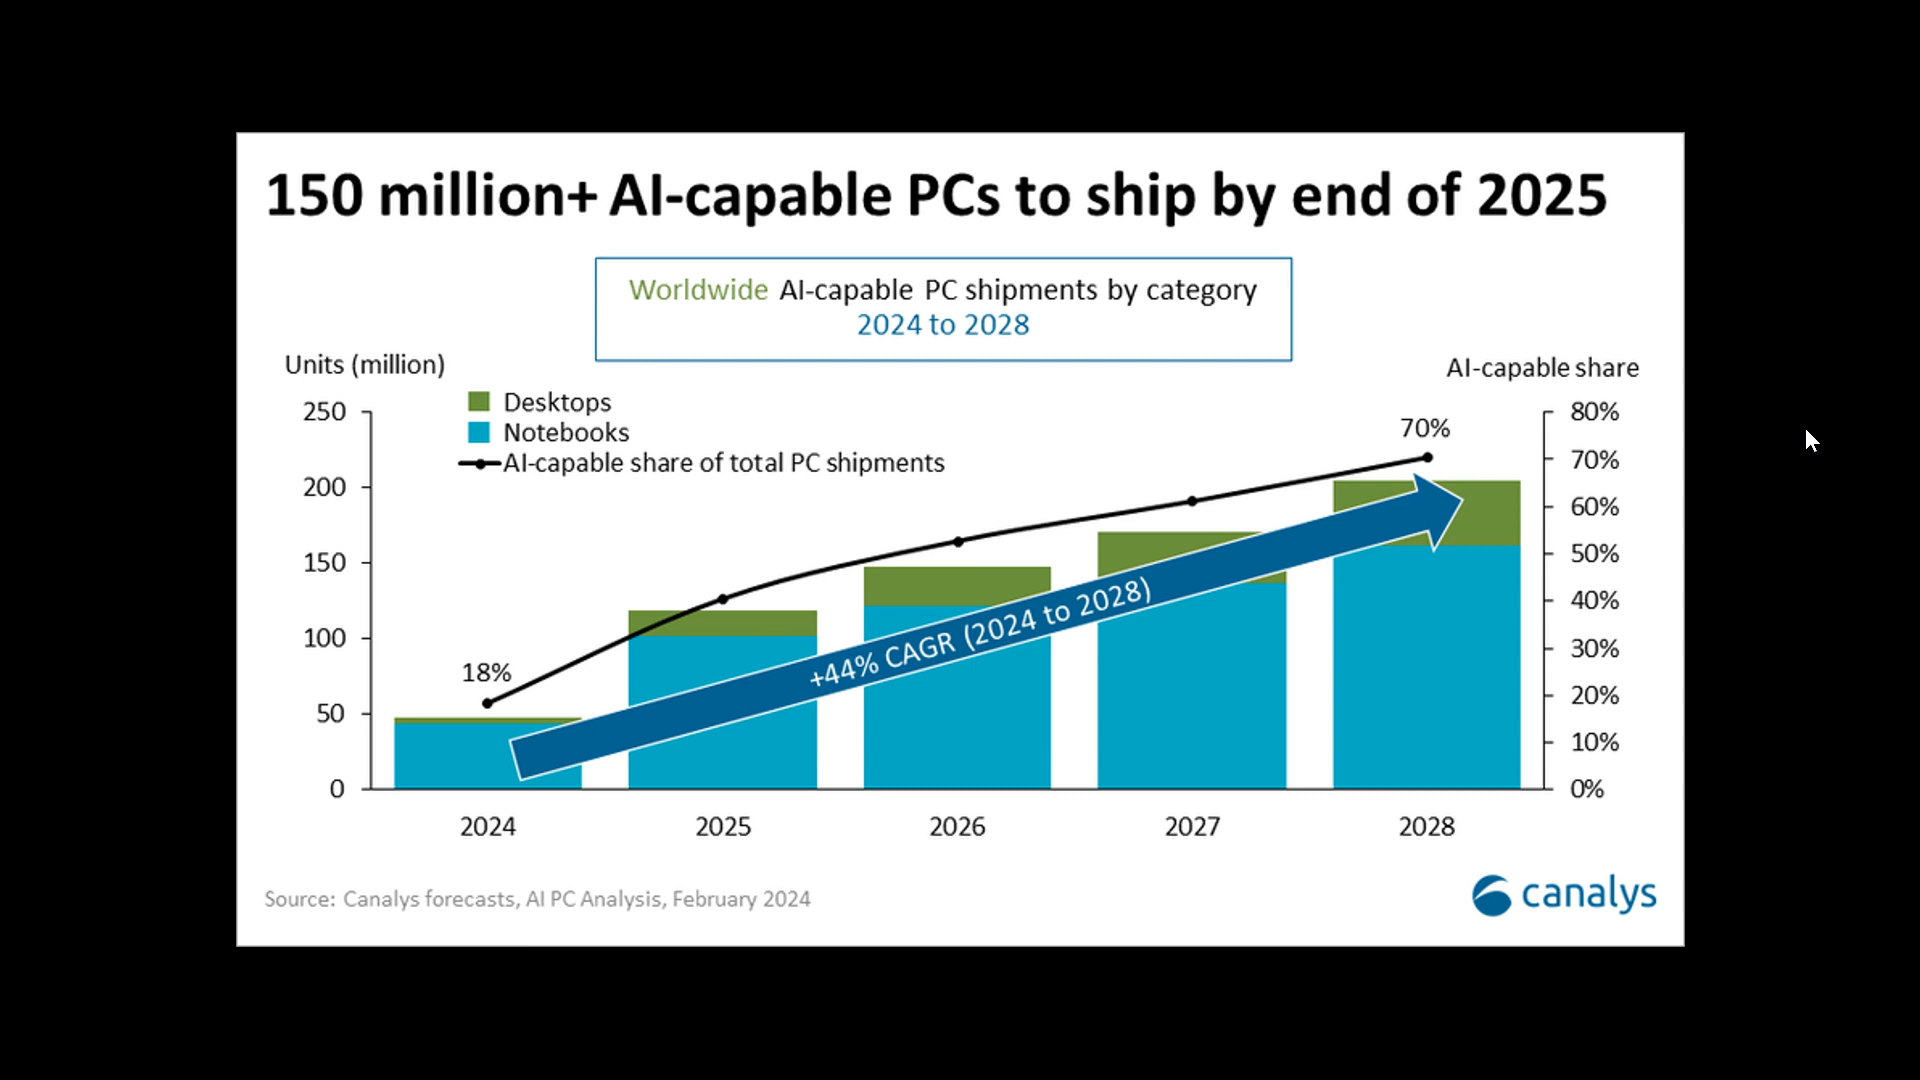 150 million+ AI-capable PCs to ship by end of 2025
Worldwide AI-capable PC shipments by category
2024 to 2028
Units (million)
AI-capable share
Desktops
Notebooks
AI-capable share of total PC shipments
250
200
150
100
50
0
80%
70%
60%
50%
40%
30%
20%
10%
0%
18%
70%
+44% CAGR (2024 to 2028)
2024
2025
2026
2027
2028
Source: Canalys forecasts, AI PC Analysis, February 2024
canalys